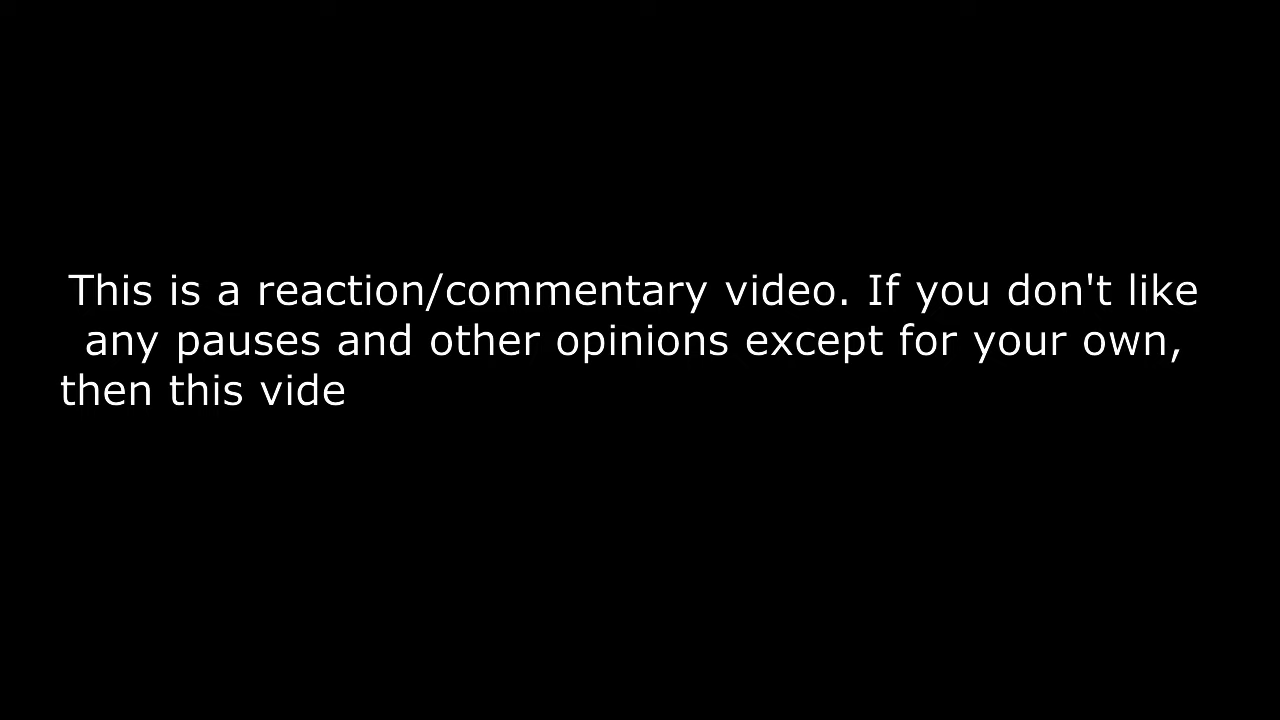 This is a reaction/commentary video. If you don't like
any pauses and other opinions except for your own,
then this vide